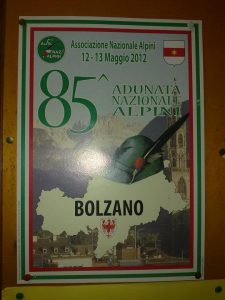 Associazione Nazionale Alpini
12 - 13 Maggio 2012
85^ ADUNATA
NAZIONALE
ALPINI
BOLZANO